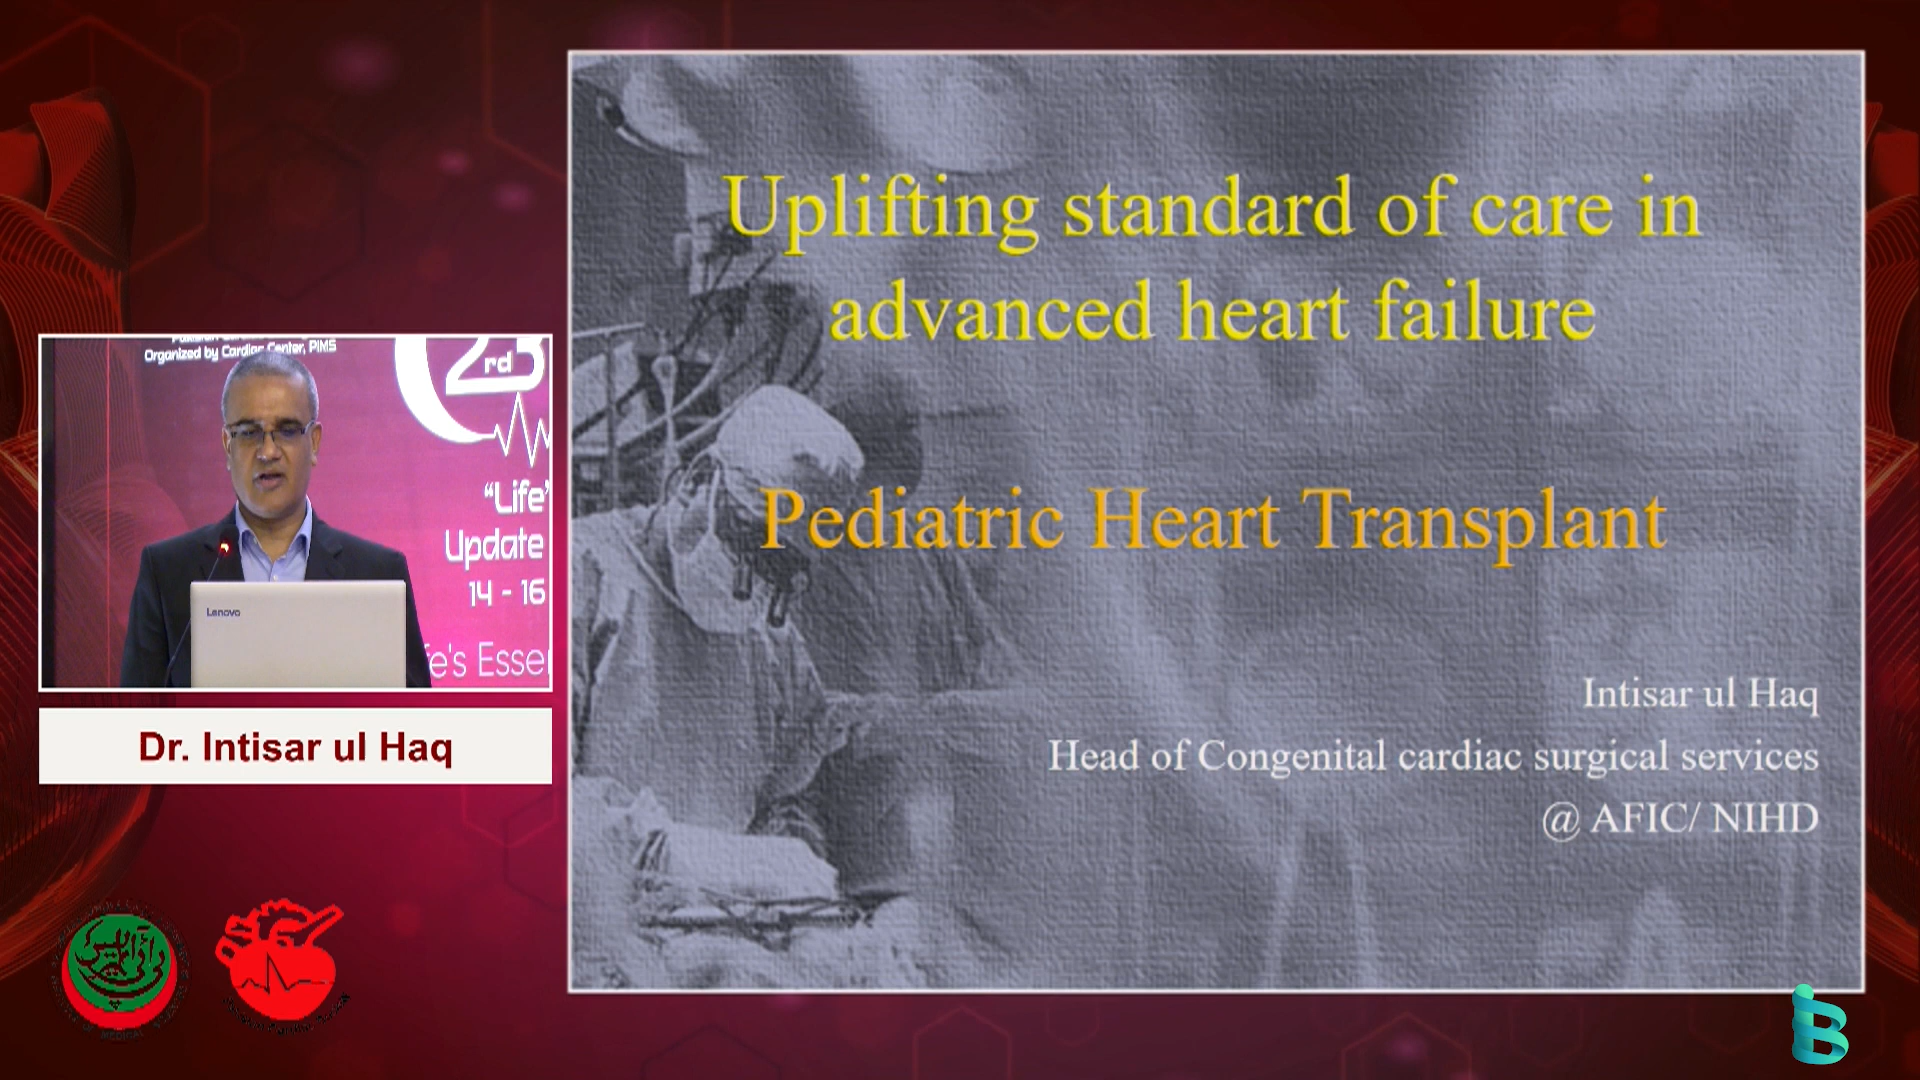 Uplifting standard of care in
advanced heart failure
Pediatric Heart Transplant
Intisar ul Haq
Head of Congenital cardiac surgical services
@ AFIC/ NIHD
Organized by Cardiac Center, PIMS
23
rd
“Life’
Update
14 - 16
fe's Esse
Lenovo
Dr. Intisar ul Haq